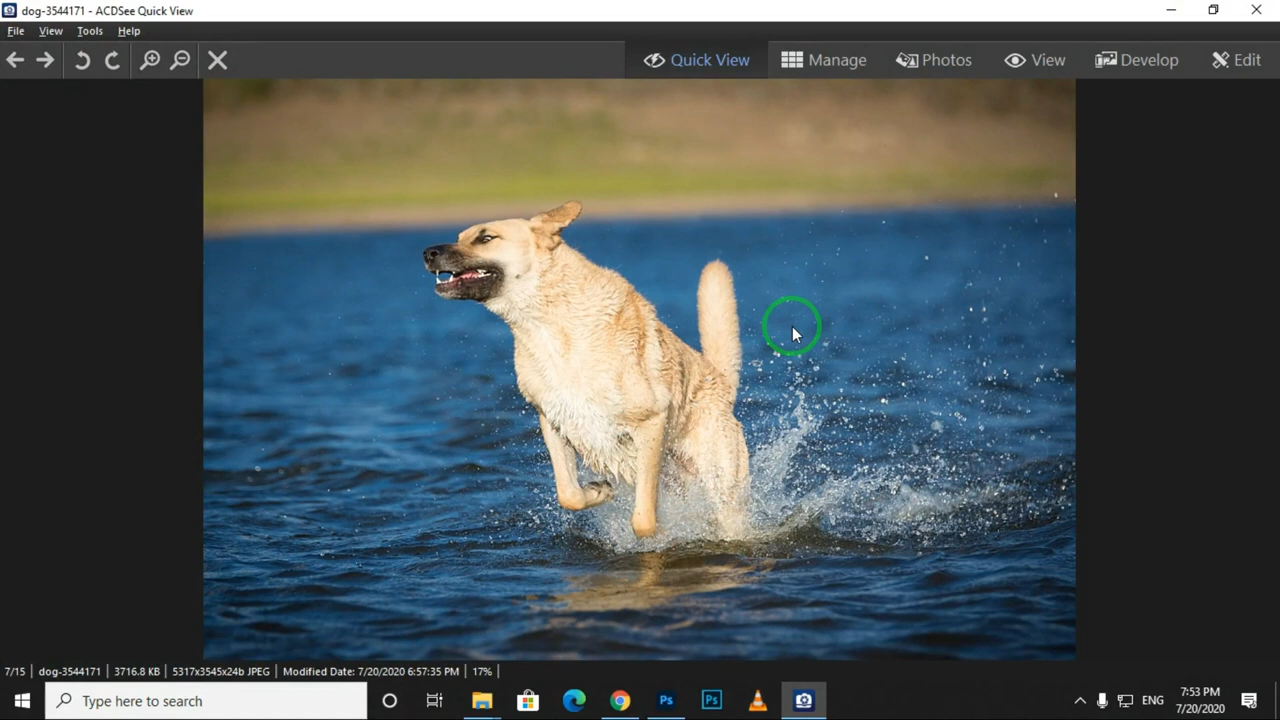 dog-3544171 - ACDSee Quick View
File View Tools Help
Quick View Manage Photos View Develop Edit
7/15 dog-3544171 3716.8 KB 5317x3545x24b JPEG Modified Date: 7/20/2020 6:57:35 PM 17%
Type here to search
Ps Ps
ENG
7:53 PM
7/20/2020